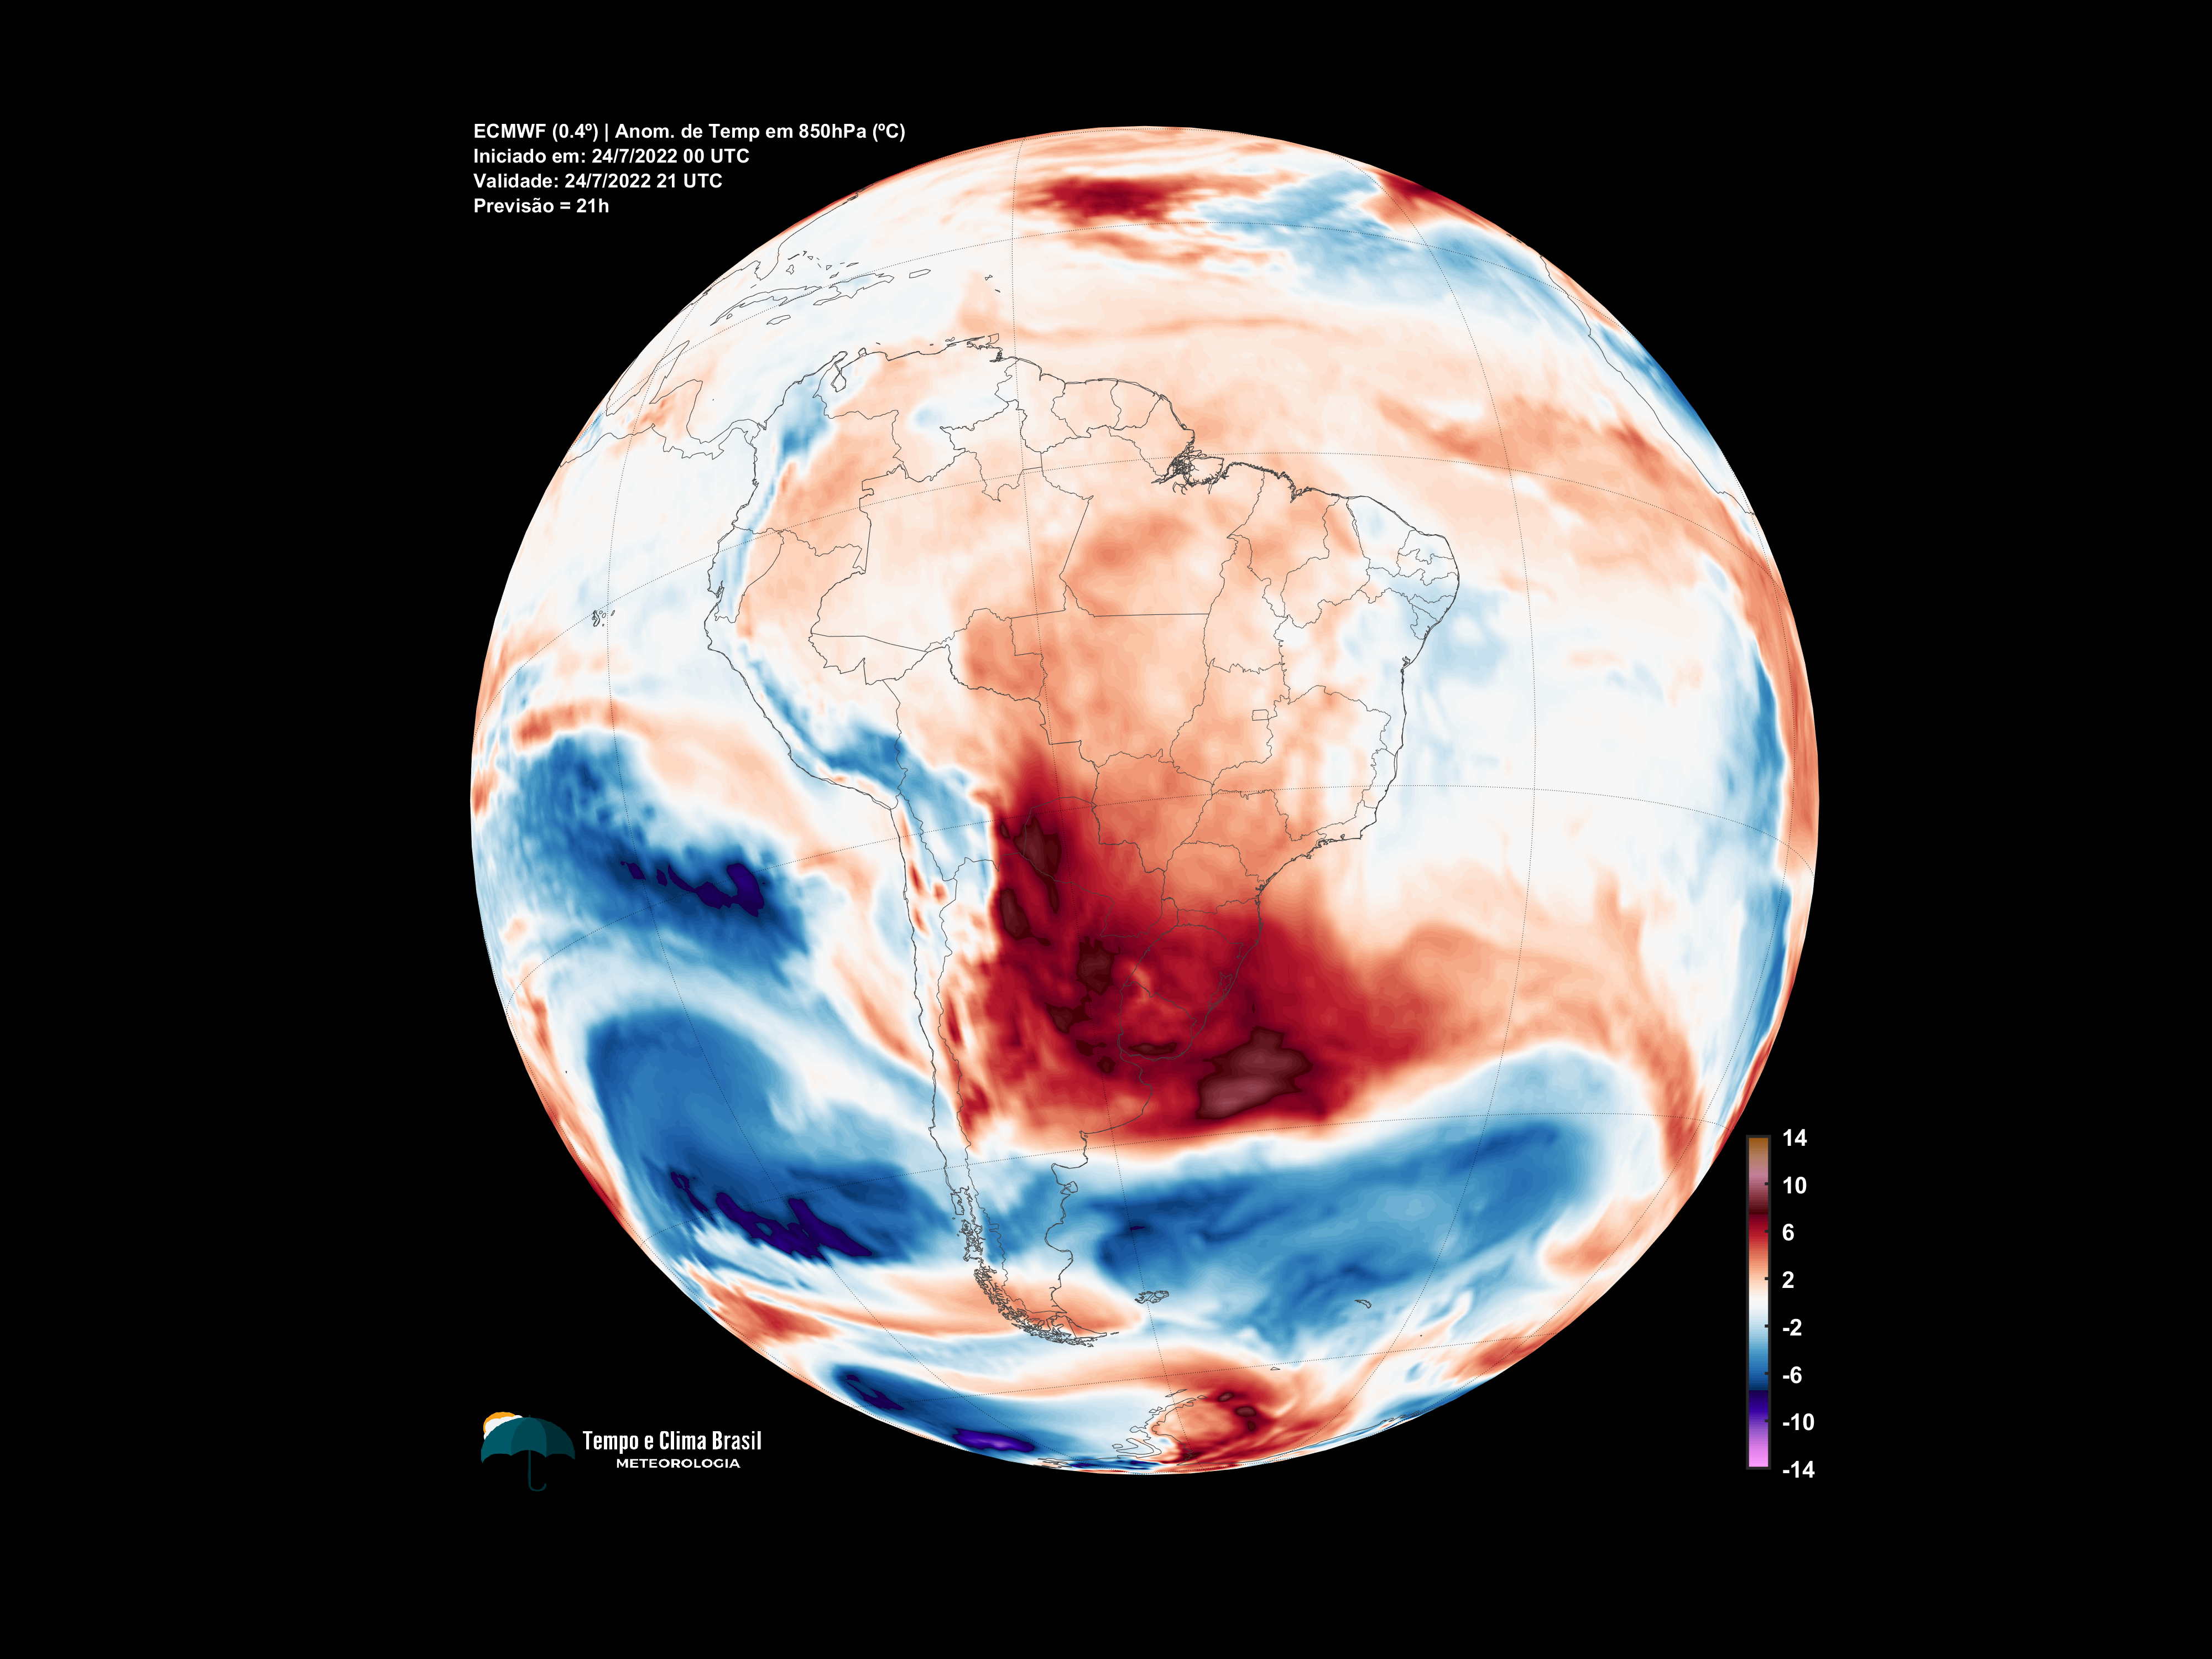 ECMWF (0.4º) | Anom. de Temp em 850hPa (ºC)
Iniciado em: 24/7/2022 00 UTC
Validade: 24/7/2022 21 UTC
Previsão = 21h
14
10
6
2
-2
-6
-10
-14
Tempo e Clima Brasil
METEOROLOGIA